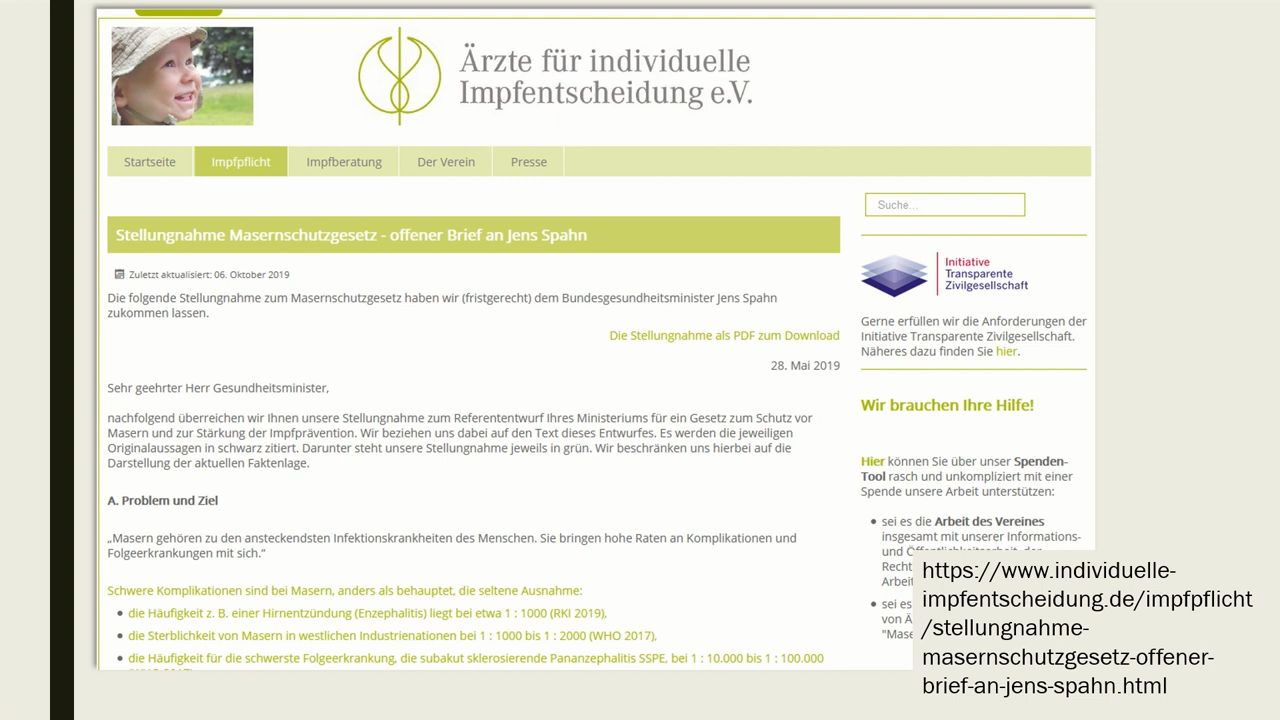 Ärzte für individuelle
Impfentscheidung e.V.
Startseite
Impfpflicht
Impfberatung
Der Verein
Presse
Stellungnahme Masernschutzgesetz - offener Brief an Jens Spahn
Zuletzt aktualisiert: 06. Oktober 2019
Die folgende Stellungnahme zum Masernschutzgesetz haben wir (fristgerecht) dem Bundesgesundheitsminister Jens Spahn
zukommen lassen.
Die Stellungnahme als PDF zum Download
28. Mai 2019
Sehr geehrter Herr Gesundheitsminister,
nachfolgend überreichen wir Ihnen unsere Stellungnahme zum Referententwurf Ihres Ministeriums für ein Gesetz zum Schutz vor
Masern und zur Stärkung der Impfprävention. Wir beziehen uns dabei auf den Text dieses Entwurfes. Es werden die jeweiligen
Originalaussagen in schwarz zitiert. Darunter steht unsere Stellungnahme jeweils in grün. Wir beschränken uns hierbei auf die
Darstellung der aktuellen Faktenlage.
A. Problem und Ziel
„Masern gehören zu den ansteckendsten Infektionskrankheiten des Menschen. Sie bringen hohe Raten an Komplikationen und
Folgeerkrankungen mit sich."
Schwere Komplikationen sind bei Masern, anders als behauptet, die seltene Ausnahme:
• die Häufigkeit z. B. einer Hirnentzündung (Enzephalitis) liegt bei etwa 1 : 1000 (RKI 2019),
• die Sterblichkeit von Masern in westlichen Industrienationen bei 1 : 1000 bis 1 : 2000 (WHO 2017),
• die Häufigkeit für die schwerste Folgeerkrankung, die subakut sklerosierende Pananzephalitis SSPE, bei 1 : 10.000 bis 1 : 100.000
Suche...
Initiative
Transparente
Zivilgesellschaft
Gerne erfüllen wir die Anforderungen der
Initiative Transparente Zivilgesellschaft.
Näheres dazu finden Sie hier.
Wir brauchen Ihre Hilfe!
Hier können Sie über unser Spenden-
Tool rasch und unkompliziert mit einer
Spende unsere Arbeit unterstützen:
• sei es die Arbeit des Vereines
insgesamt mit unserer Informations-
und
Recht
Arbeit
• sei es
von Ä
"Mase
https://www.individuelle-
impfentscheidung.de/impfpflicht
/stellungnahme-
masernschutzgesetz-offener-
brief-an-jens-spahn.html